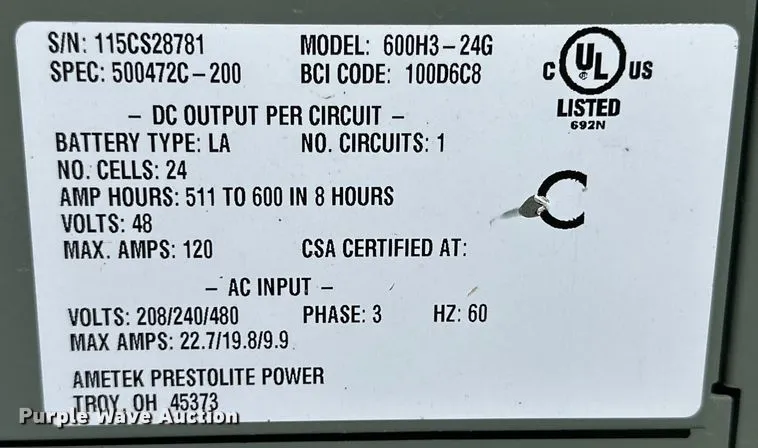 S/N: 115CS28781 MODEL: 600H3-24G
SPEC: 500472C-200 BCI CODE: 100D6C8
C UL US
LISTED
692N
- DC OUTPUT PER CIRCUIT -
BATTERY TYPE: LA NO. CIRCUITS: 1
NO. CELLS: 24
AMP HOURS: 511 TO 600 IN 8 HOURS
VOLTS: 48
MAX. AMPS: 120 CSA CERTIFIED AT:
- AC INPUT -
VOLTS: 208/240/480 PHASE: 3 HZ: 60
MAX AMPS: 22.7/19.8/9.9
AMETEK PRESTOLITE POWER
TROY, OH 45373
Purple Wave Auction